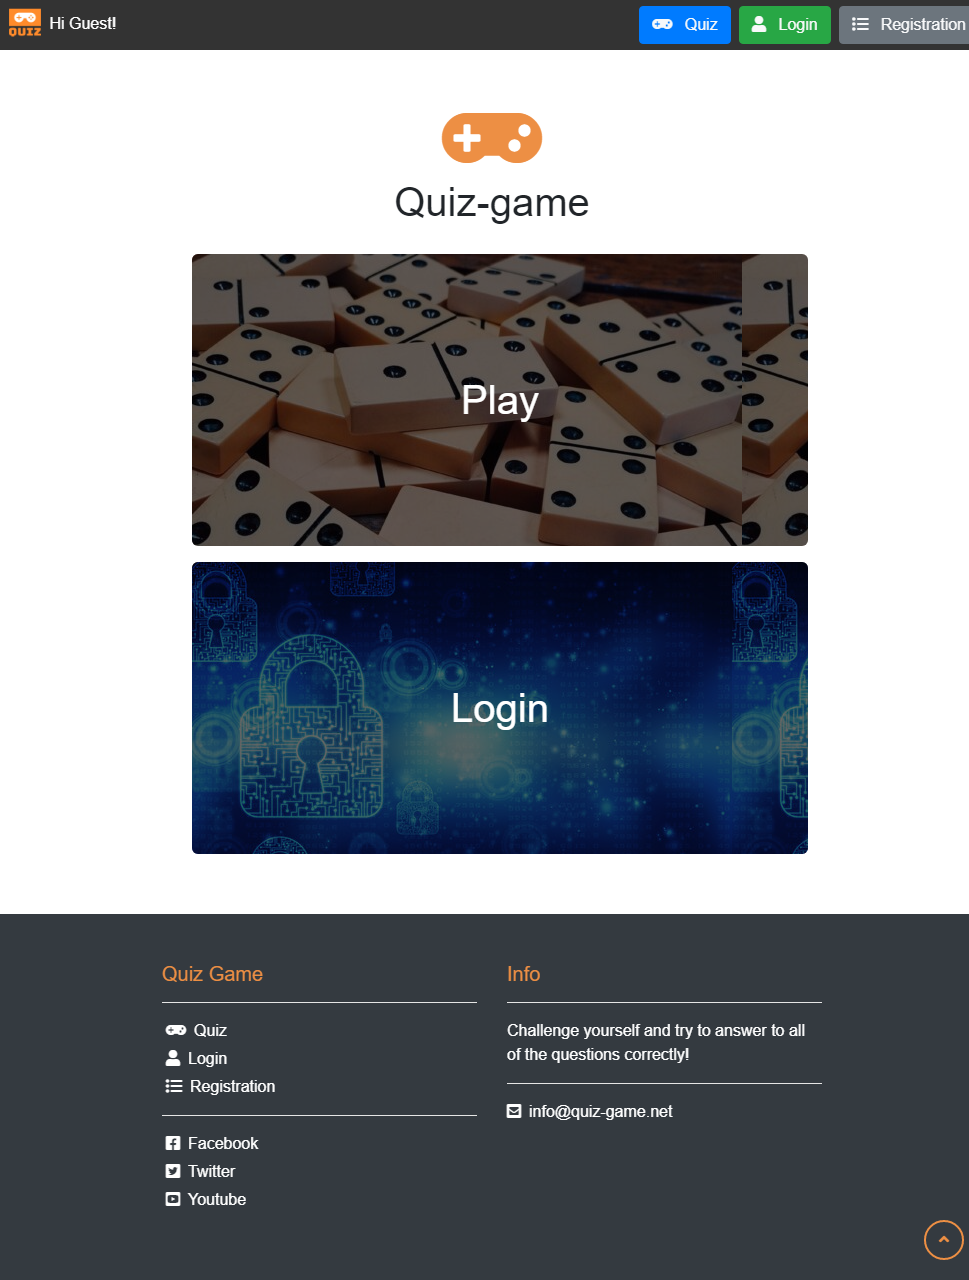 QUIZ
Hi Guest!
Quiz
Login
Registration
Quiz-game
Play
Login
Quiz Game
Quiz
Login
Registration
Facebook
Twitter
Youtube
Info
Challenge yourself and try to answer to all
of the questions correctly!
info@quiz-game.net